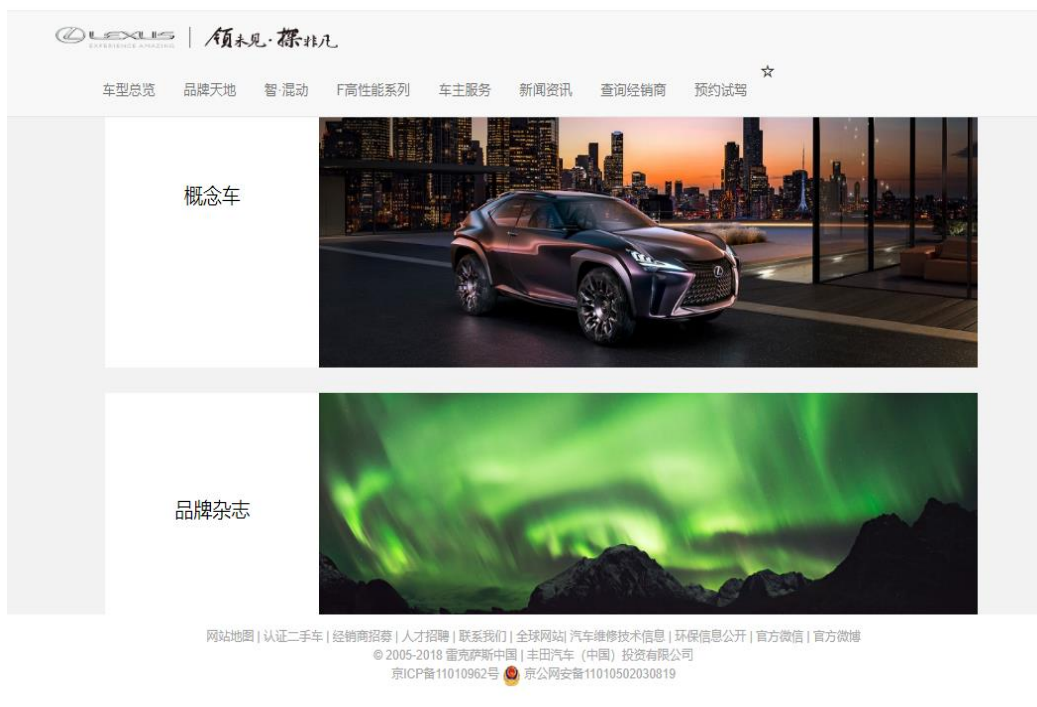 LEXUS
EXPERIENCE AMAZING
领未见·探非凡
车型总览 品牌天地 智·混动 F高性能系列 车主服务 新闻资讯 查询经销商 预约试驾 ☆
概念车
品牌杂志
网站地图 | 认证二手车 | 经销商招募 | 人才招聘 | 联系我们 | 全球网站| 汽车维修技术信息 | 环保信息公开 | 官方微信 | 官方微博
© 2005-2018 雷克萨斯中国 | 丰田汽车（中国）投资有限公司
京ICP备11010962号 京公网安备11010502030819